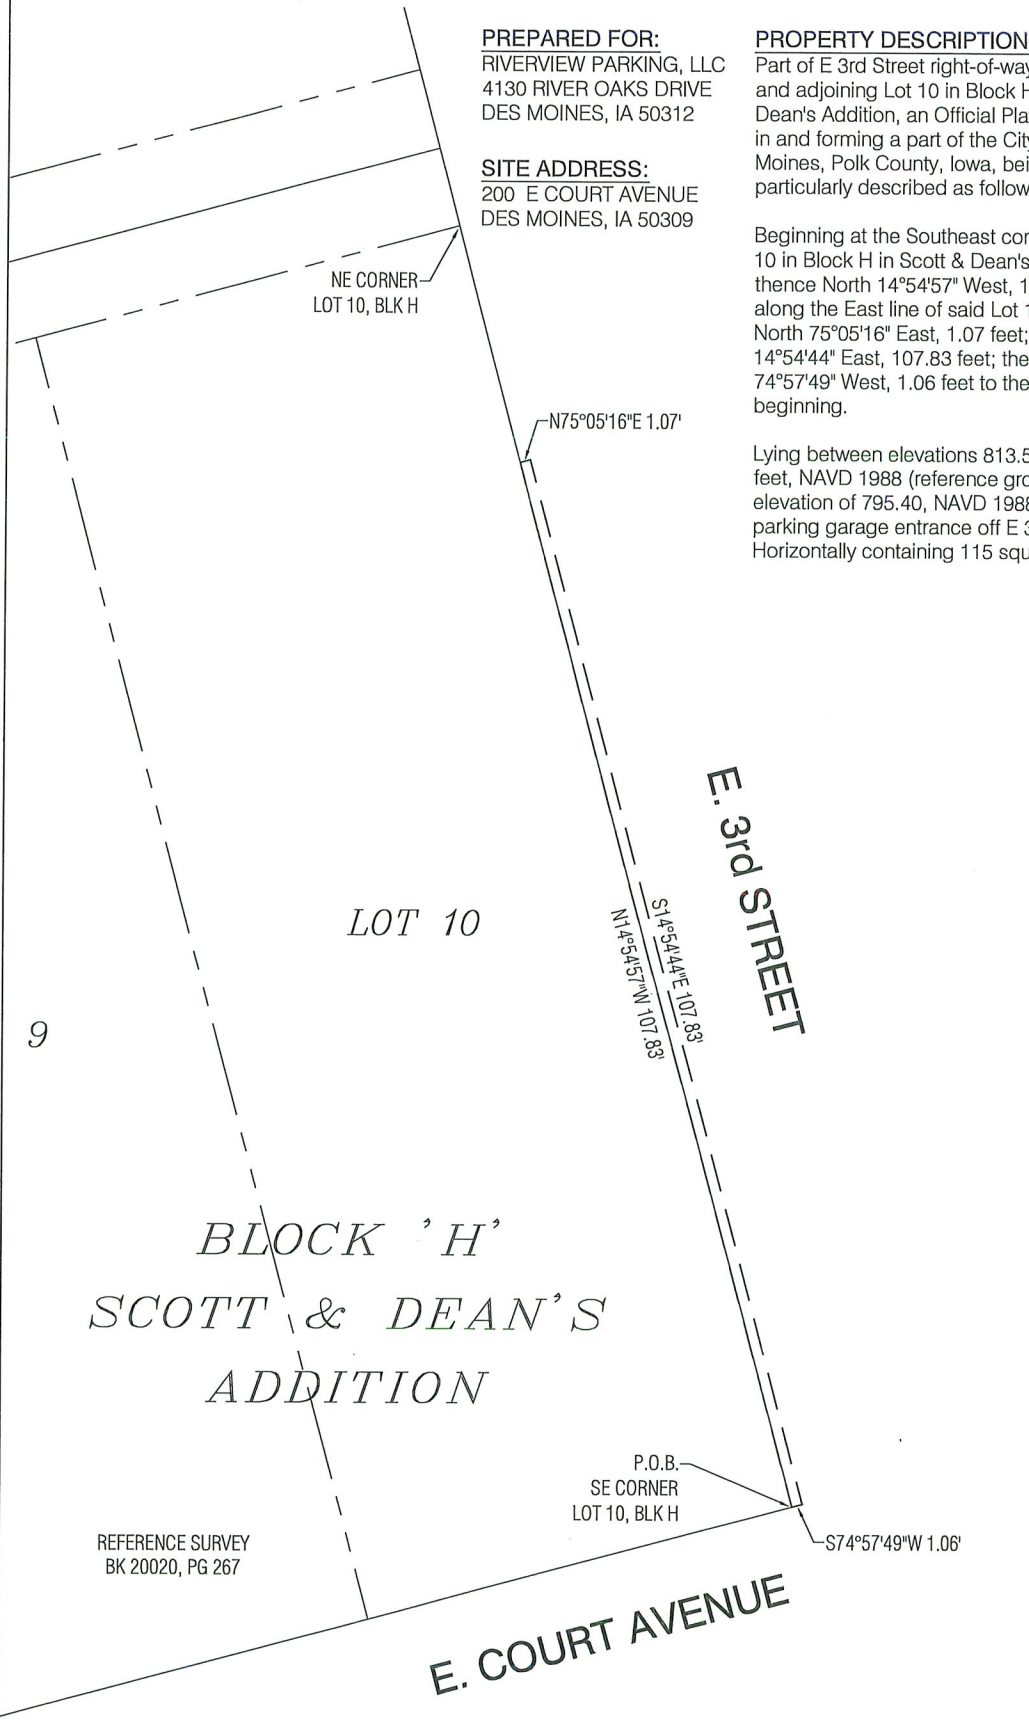 PREPARED FOR:
RIVERVIEW PARKING, LLC
4130 RIVER OAKS DRIVE
DES MOINES, IA 50312
SITE ADDRESS:
200 E COURT AVENUE
DES MOINES, IA 50309
PROPERTY DESCRIPTION
Part of E 3rd Street right-of-way
and adjoining Lot 10 in Block H
Dean's Addition, an Official Pla
in and forming a part of the City
Moines, Polk County, Iowa, bei
particularly described as follow
Beginning at the Southeast cor
10 in Block H in Scott & Dean's
thence North 14°54'57" West, 1
along the East line of said Lot 1
North 75°05'16" East, 1.07 feet;
14°54'44" East, 107.83 feet; the
74°57'49" West, 1.06 feet to the
beginning.
Lying between elevations 813.5
feet, NAVD 1988 (reference gro
elevation of 795.40, NAVD 1988
parking garage entrance off E 3
Horizontally containing 115 squ
NE CORNER
LOT 10, BLK H
N75°05'16"E 1.07'
E. 3rd STREET
S14°54'44"E 107.83'
N14°54'57"W 107.83'
LOT 10
9
BLOCK 'H'
SCOTT & DEAN'S
ADDITION
P.O.B.
SE CORNER
LOT 10, BLK H
S74°57'49"W 1.06'
REFERENCE SURVEY
BK 20020, PG 267
E. COURT AVENUE